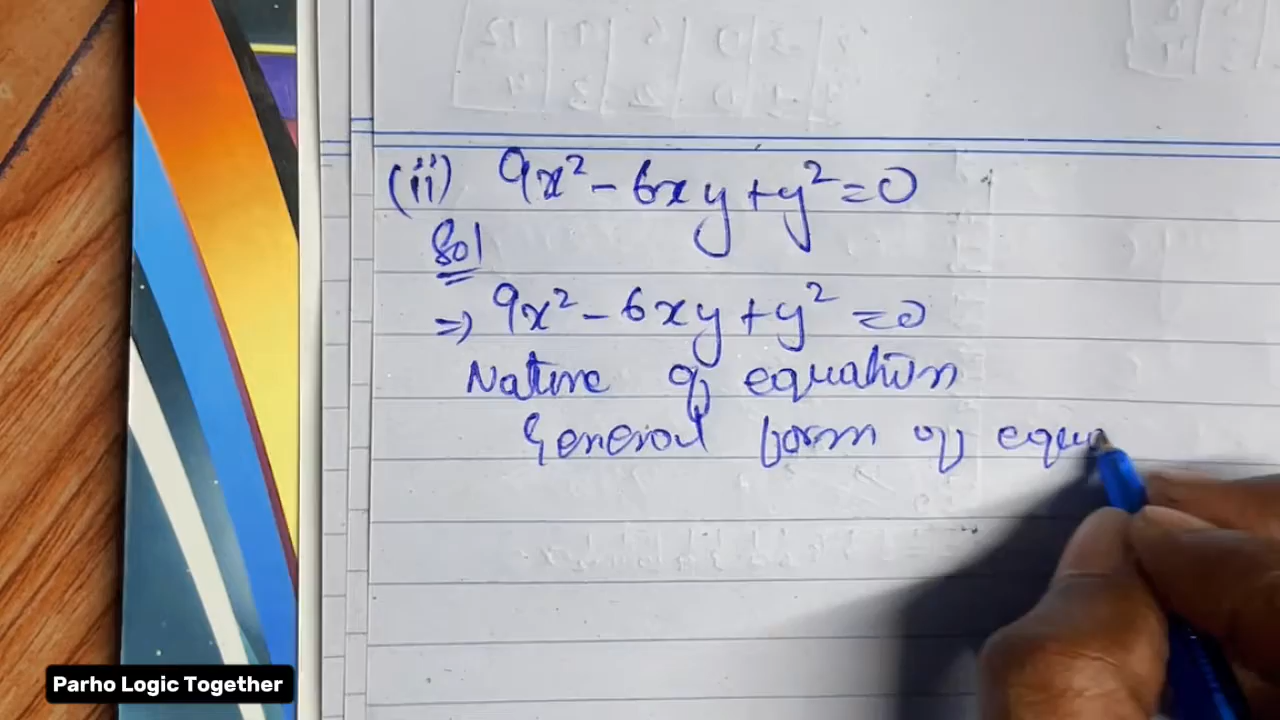 (ii) 9x² - 6xy + y² = 0
Sol
⇒ 9x² - 6xy + y² = 0
Nature of equation
General form of equa
Parho Logic Together